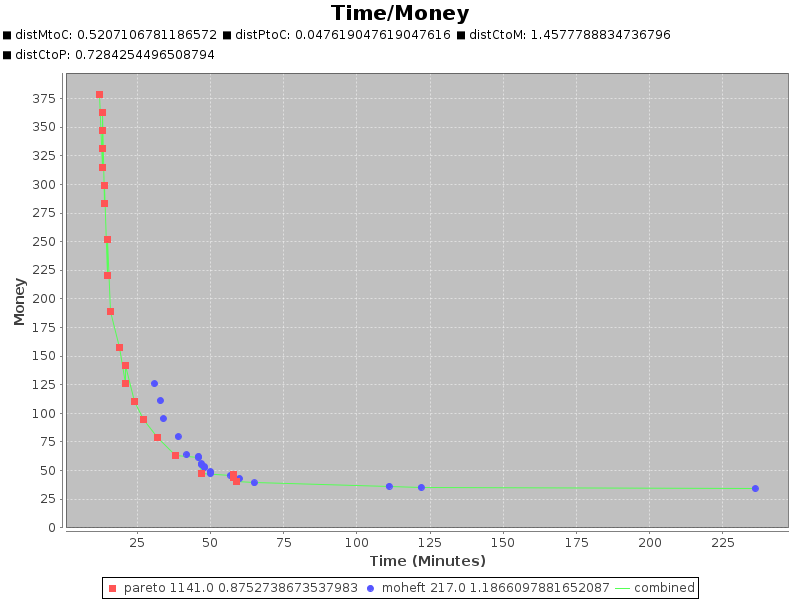 Time/Money
distMtoC: 0.5207106781186572 distPtoC: 0.047619047619047616 distCtoM: 1.4577788834736796
distCtoP: 0.7284254496508794
375
350
325
300
275
250
225
200
175
150
125
100
75
50
25
0
Money
25 50 75 100 125 150 175 200 225
Time (Minutes)
pareto 1141.0 0.8752738673537983 moheft 217.0 1.1866097881652087 combined